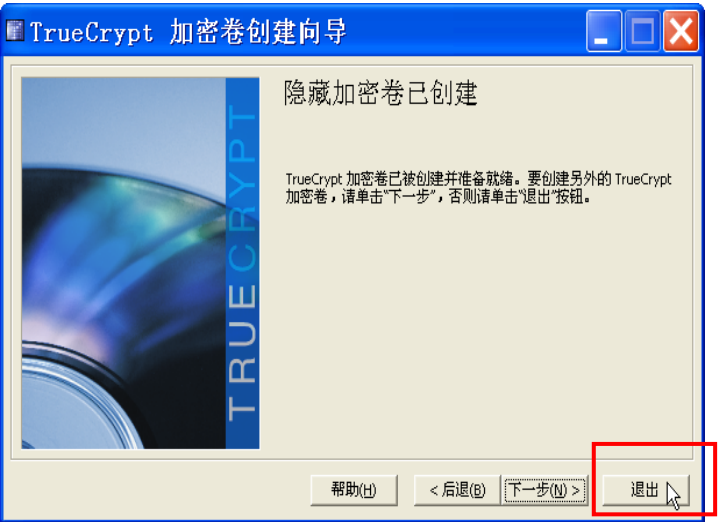 TrueCrypt 加密卷创建向导
TRUECRYPT
隐藏加密卷已创建
TrueCrypt 加密卷已被创建并准备就绪。要创建另外的 TrueCrypt
加密卷，请单击“下一步”，否则请单击“退出”按钮。
帮助(H)
< 后退(B)
下一步(N) >
退出